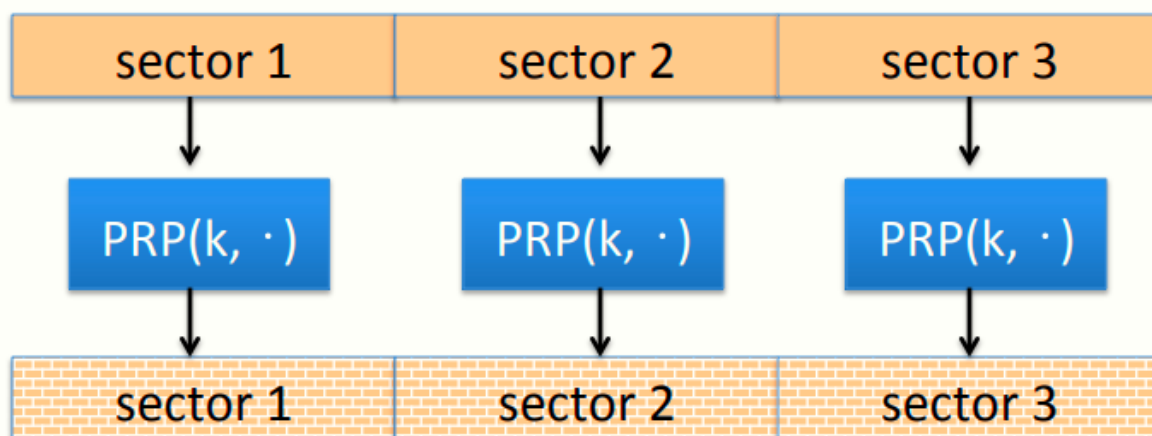 sector 1 sector 2 sector 3
PRP(k, · ) PRP(k, · ) PRP(k, · )
sector 1 sector 2 sector 3